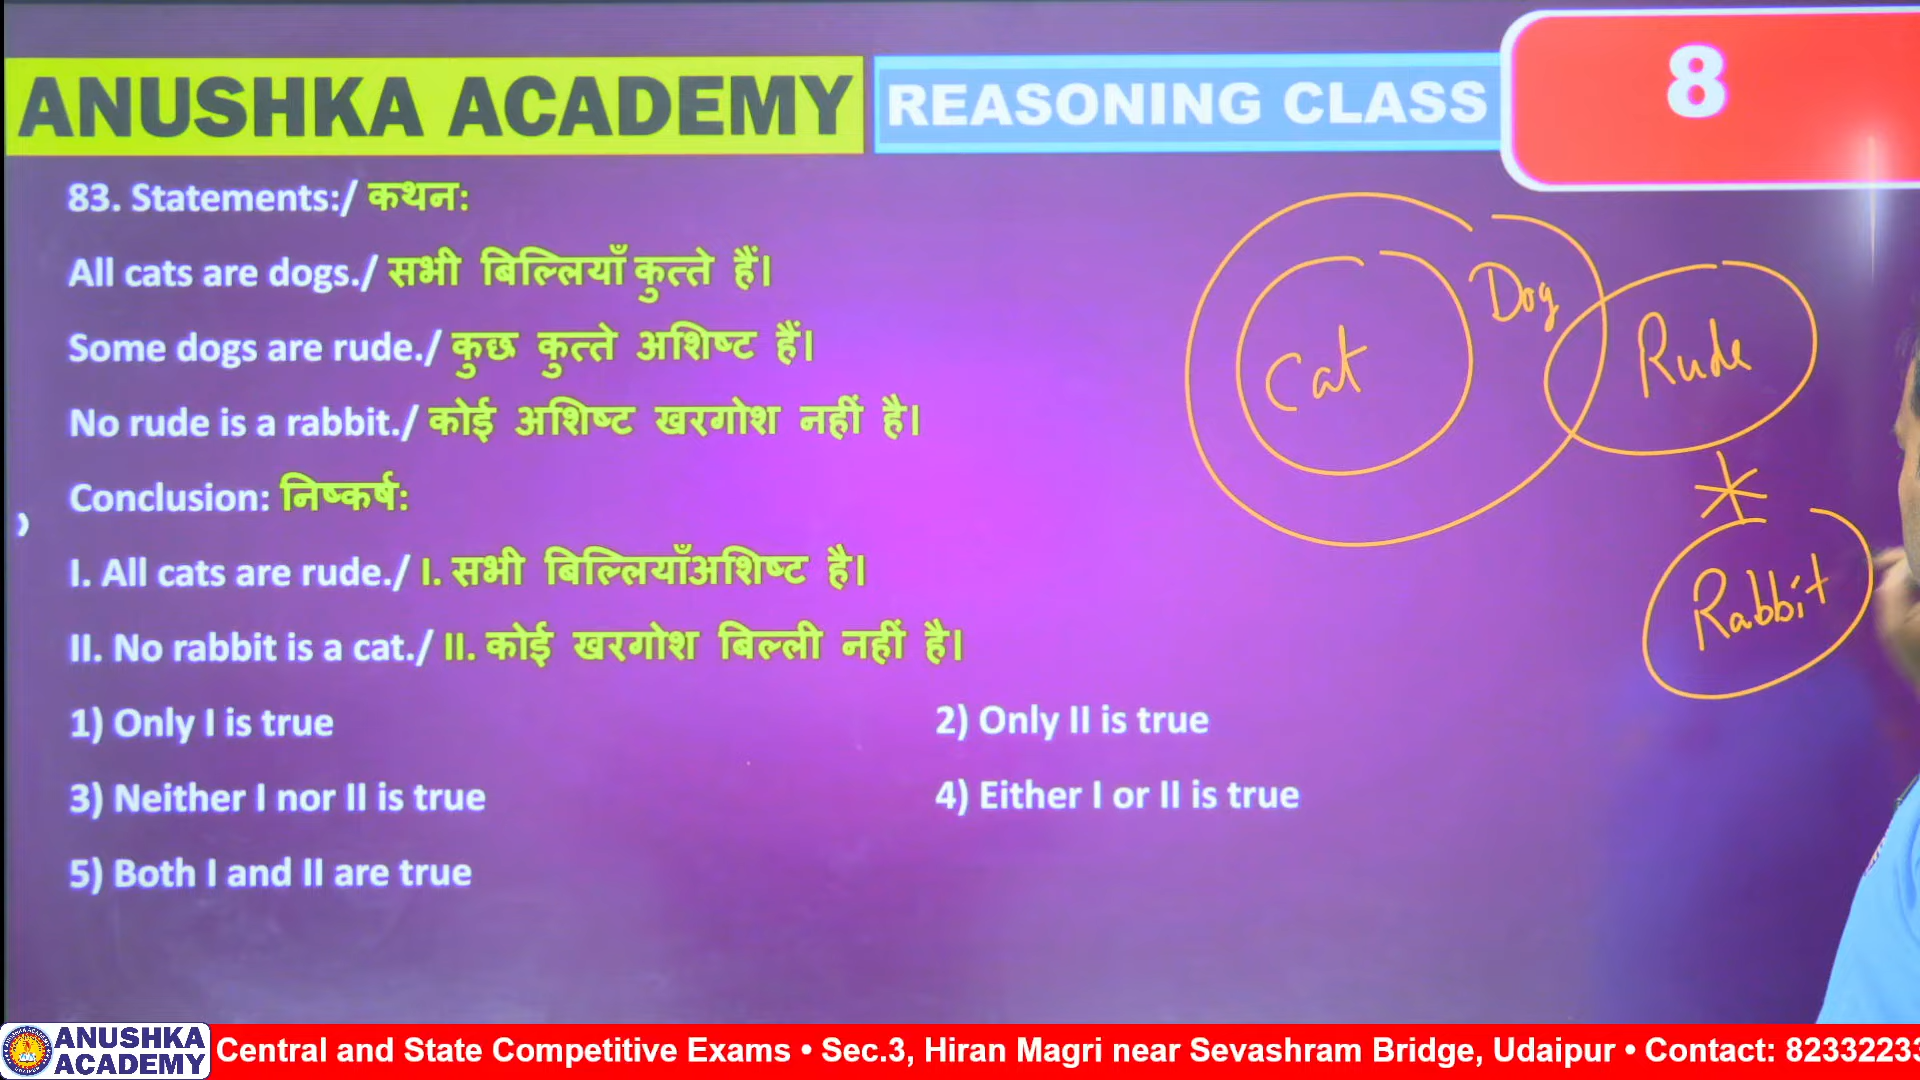 ANUSHKA ACADEMY REASONING CLASS 8
83. Statements:/ कथन:
All cats are dogs./ सभी बिल्लियाँ कुत्ते हैं।
Some dogs are rude./ कुछ कुत्ते अशिष्ट हैं।
No rude is a rabbit./ कोई अशिष्ट खरगोश नहीं है।
Conclusion: निष्कर्ष:
I. All cats are rude./ I. सभी बिल्लियाँअशिष्ट है।
II. No rabbit is a cat./ II. कोई खरगोश बिल्ली नहीं है।
1) Only I is true 2) Only II is true
3) Neither I nor II is true 4) Either I or II is true
5) Both I and II are true
Cat
Dog
Rude
Rabbit
ANUSHKA ACADEMY
Central and State Competitive Exams • Sec.3, Hiran Magri near Sevashram Bridge, Udaipur • Contact: 8233223